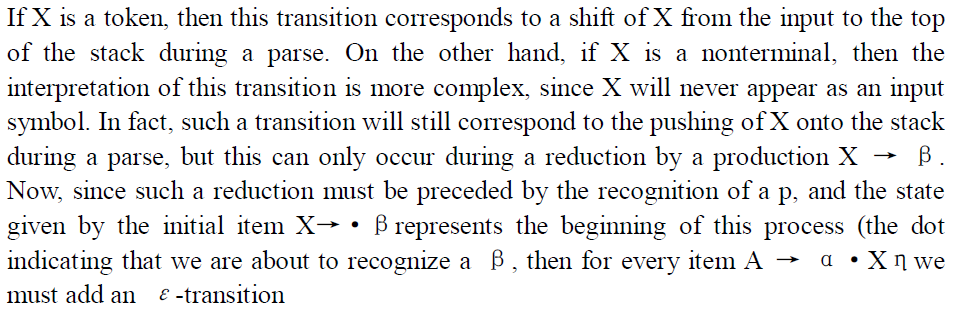 If X is a token, then this transition corresponds to a shift of X from the input to the top
of the stack during a parse. On the other hand, if X is a nonterminal, then the
interpretation of this transition is more complex, since X will never appear as an input
symbol. In fact, such a transition will still correspond to the pushing of X onto the stack
during a parse, but this can only occur during a reduction by a production X → β.
Now, since such a reduction must be preceded by the recognition of a p, and the state
given by the initial item X→ • β represents the beginning of this process (the dot
indicating that we are about to recognize a β, then for every item A → α • X η we
must add an ε-transition